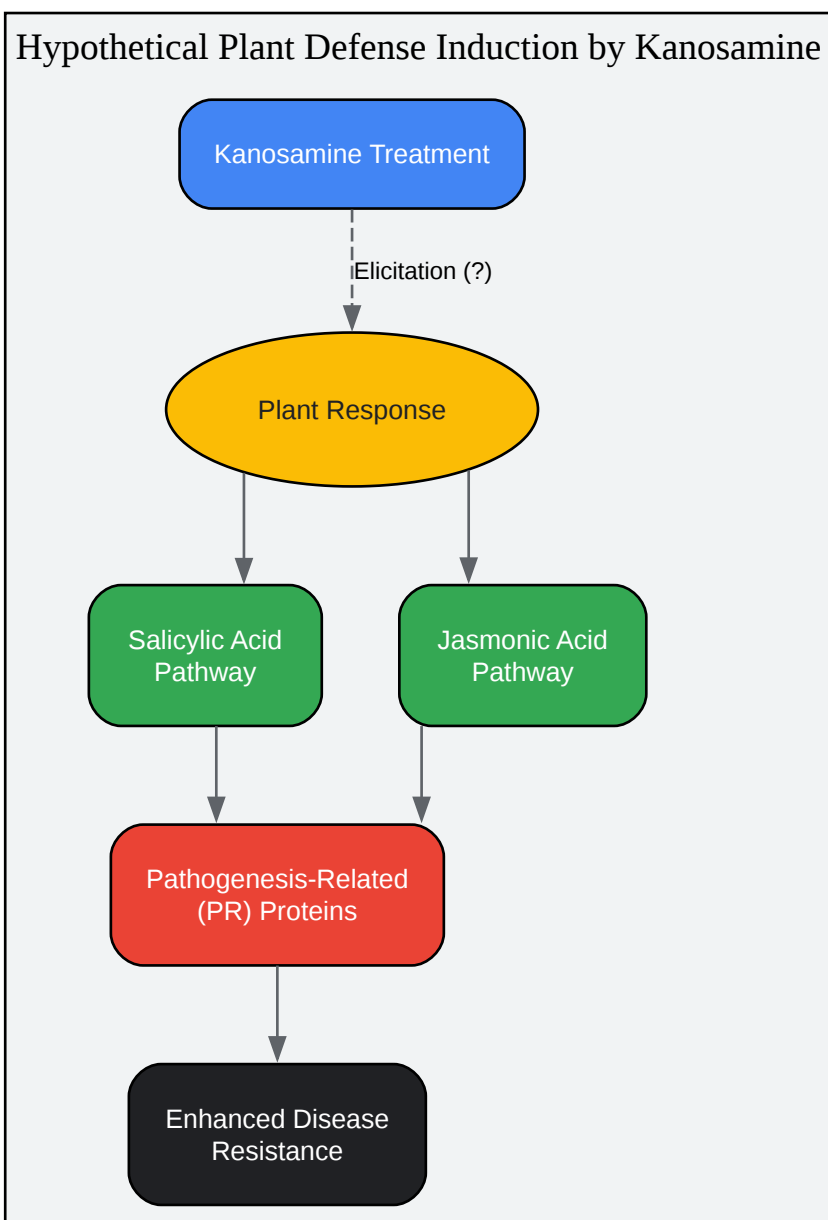 Hypothetical Plant Defense Induction by Kanosamine
Kanosamine Treatment
Elicitation (?)
Plant Response
Salicylic Acid
Pathway
Jasmonic Acid
Pathway
Pathogenesis-Related
(PR) Proteins
Enhanced Disease
Resistance